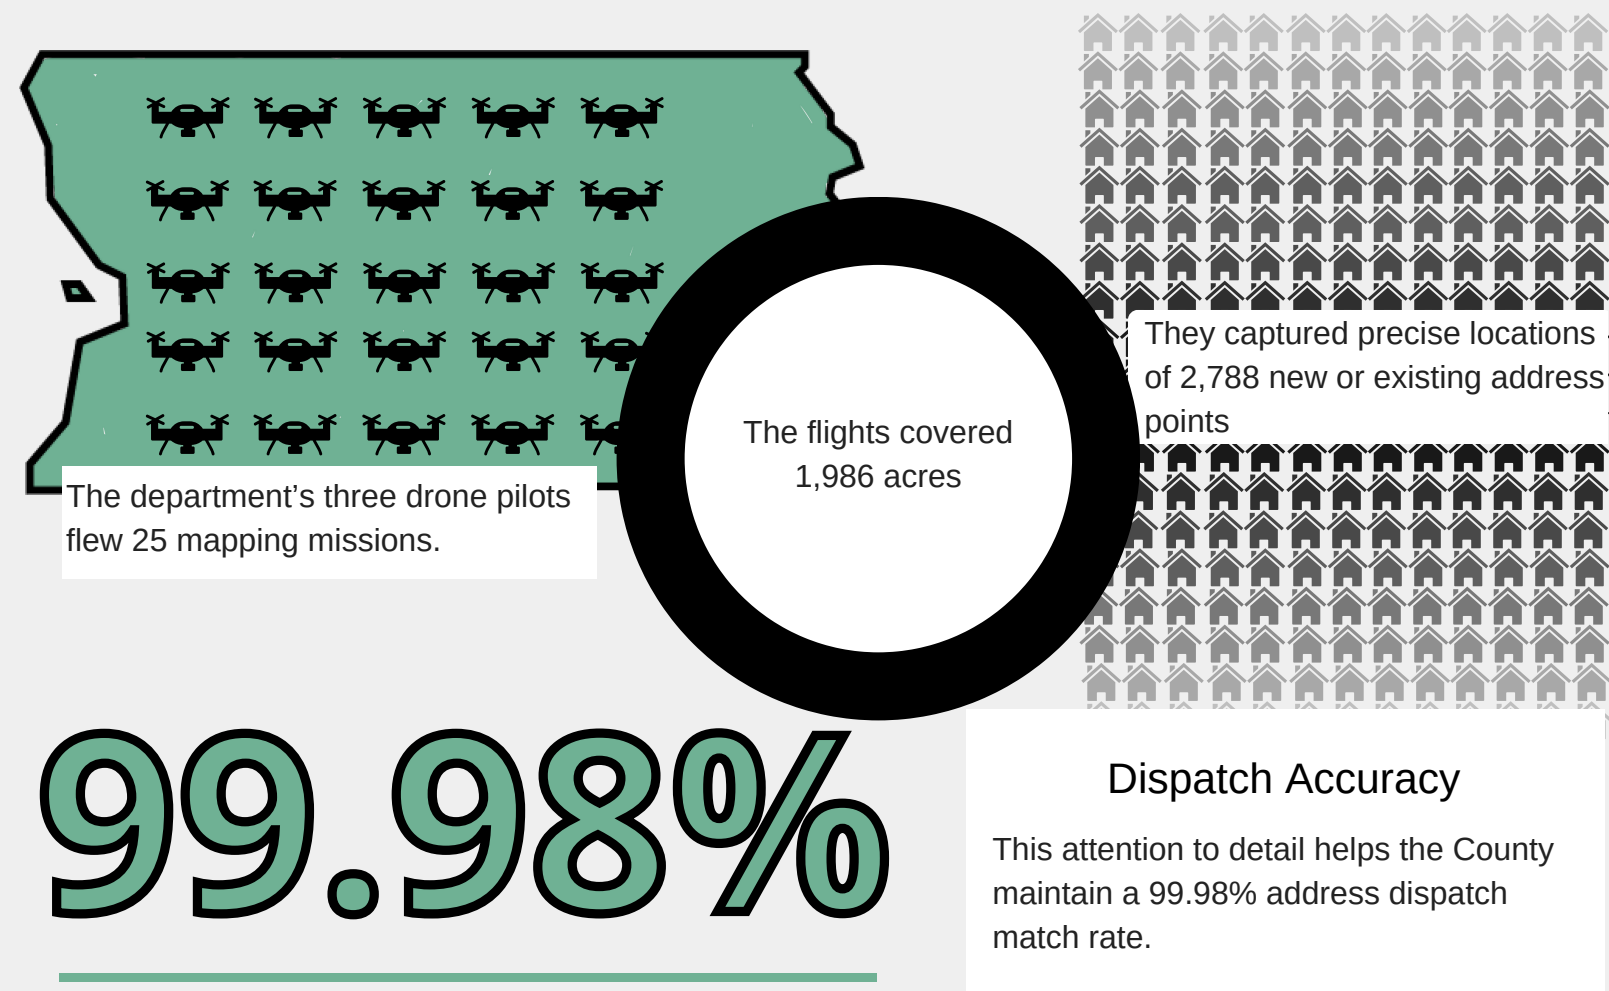 The department’s three drone pilots
flew 25 mapping missions.
The flights covered
1,986 acres
They captured precise locations
of 2,788 new or existing address
points
99.98%
Dispatch Accuracy
This attention to detail helps the County
maintain a 99.98% address dispatch
match rate.